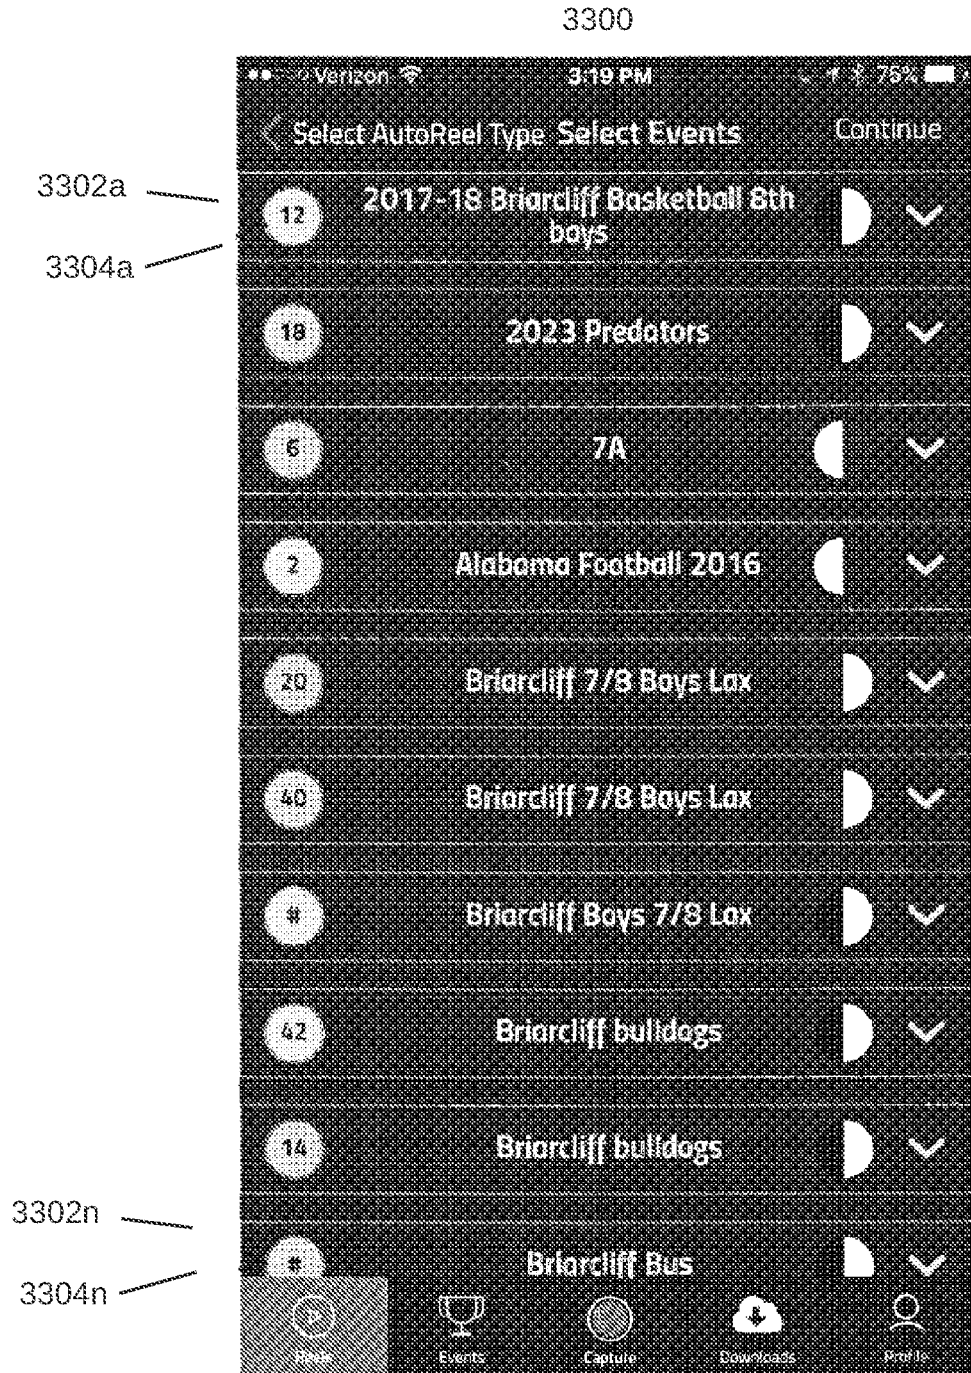 3300
Verizon 3:19 PM 75%
Select AutoReel Type Select Events Continue
3302a
12 2017-18 Briarcliff Basketball 8th
boys
3304a
18 2023 Predators
6 7A
2 Alabama Football 2016
20 Briarcliff 7/8 Boys Lax
40 Briarcliff 7/8 Boys Lax
# Briarcliff Boys 7/8 Lax
42 Briarcliff bulldogs
14 Briarcliff bulldogs
3302n
# Briarcliff Bus
3304n
Events Capture Downloads Profile